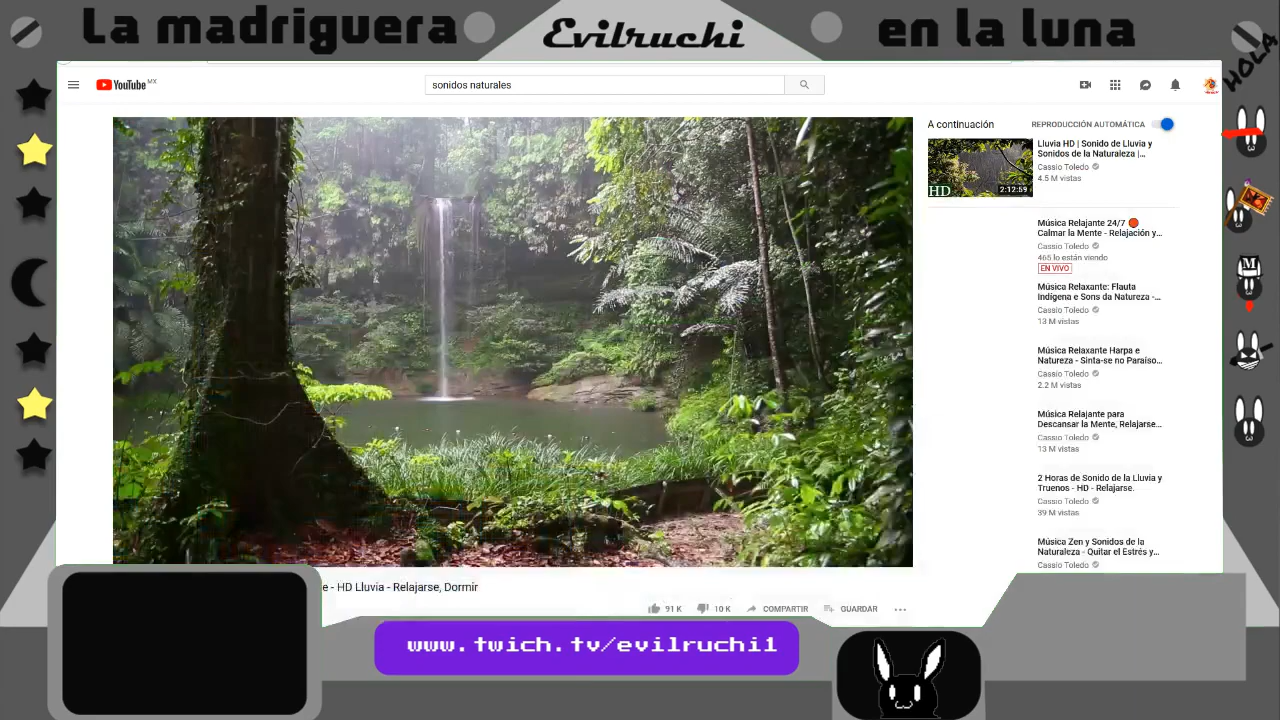 La madriguera
Evilruchi
en la luna
HOLA
YouTube MX
sonidos naturales
A continuación
REPRODUCCIÓN AUTOMÁTICA
Lluvia HD | Sonido de Lluvia y
Sonidos de la Naturaleza |...
Cassio Toledo
4.5 M vistas
HD
2:12:59
Música Relajante 24/7
Calmar la Mente - Relajación y...
Cassio Toledo
465 lo están viendo
EN VIVO
Música Relaxante: Flauta
Indígena e Sons da Natureza -...
Cassio Toledo
13 M vistas
Música Relaxante Harpa e
Natureza - Sinta-se no Paraíso...
Cassio Toledo
2.2 M vistas
Música Relajante para
Descansar la Mente, Relajarse...
Cassio Toledo
13 M vistas
2 Horas de Sonido de la Lluvia y
Truenos - HD - Relajarse.
Cassio Toledo
39 M vistas
Música Zen y Sonidos de la
Naturaleza - Quitar el Estrés y...
Cassio Toledo
e - HD Lluvia - Relajarse, Dormir
91 K
10 K
COMPARTIR
GUARDAR
www.twich.tv/evilruchi1
M